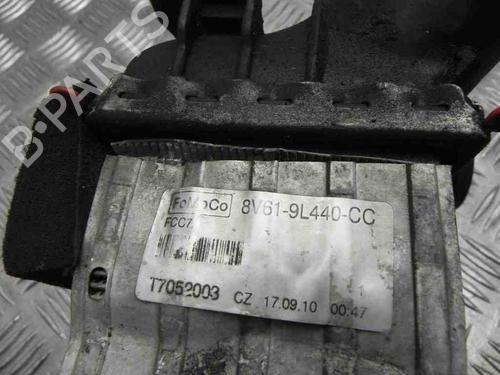 B-PARTS
FoMoCo 8V61-9L440-CC
FCC7
T7052003 CZ 17.09.10 00:47